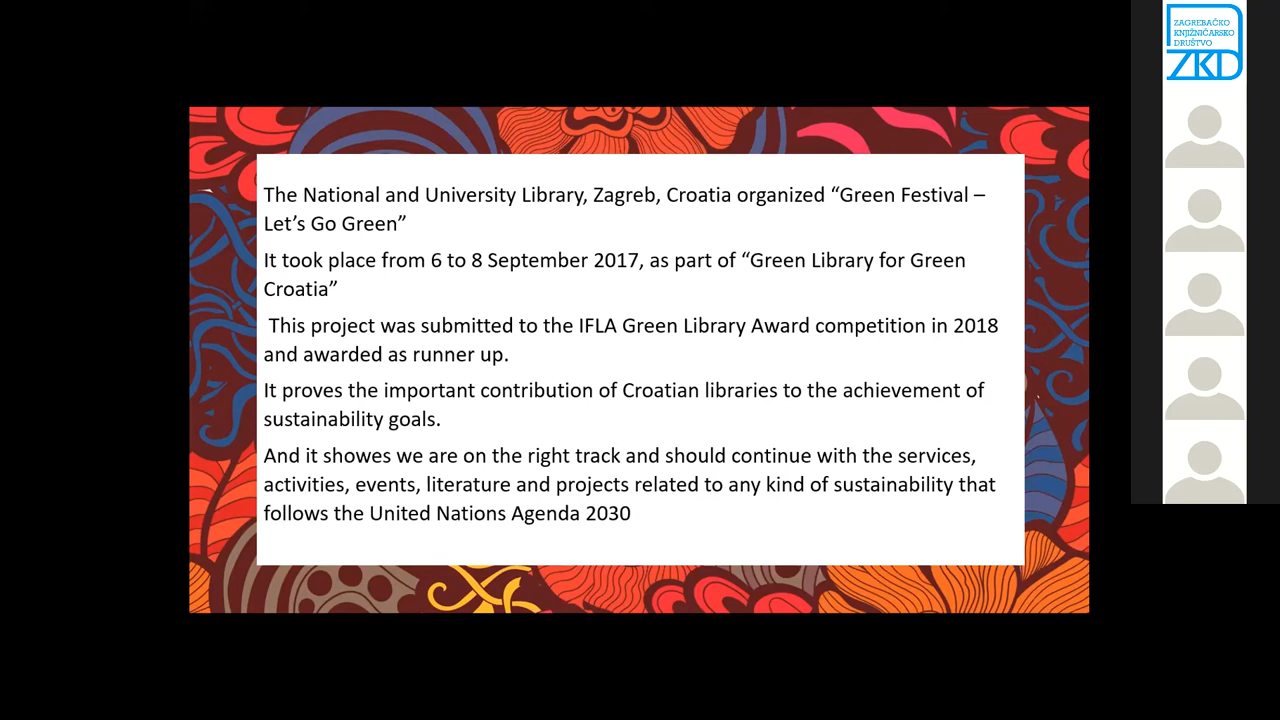 The National and University Library, Zagreb, Croatia organized “Green Festival –
Let’s Go Green”
It took place from 6 to 8 September 2017, as part of “Green Library for Green
Croatia”
This project was submitted to the IFLA Green Library Award competition in 2018
and awarded as runner up.
It proves the important contribution of Croatian libraries to the achievement of
sustainability goals.
And it showes we are on the right track and should continue with the services,
activities, events, literature and projects related to any kind of sustainability that
follows the United Nations Agenda 2030
ZAGREBAČKO
KNJIŽNIČARSKO
DRUŠTVO
ZKD